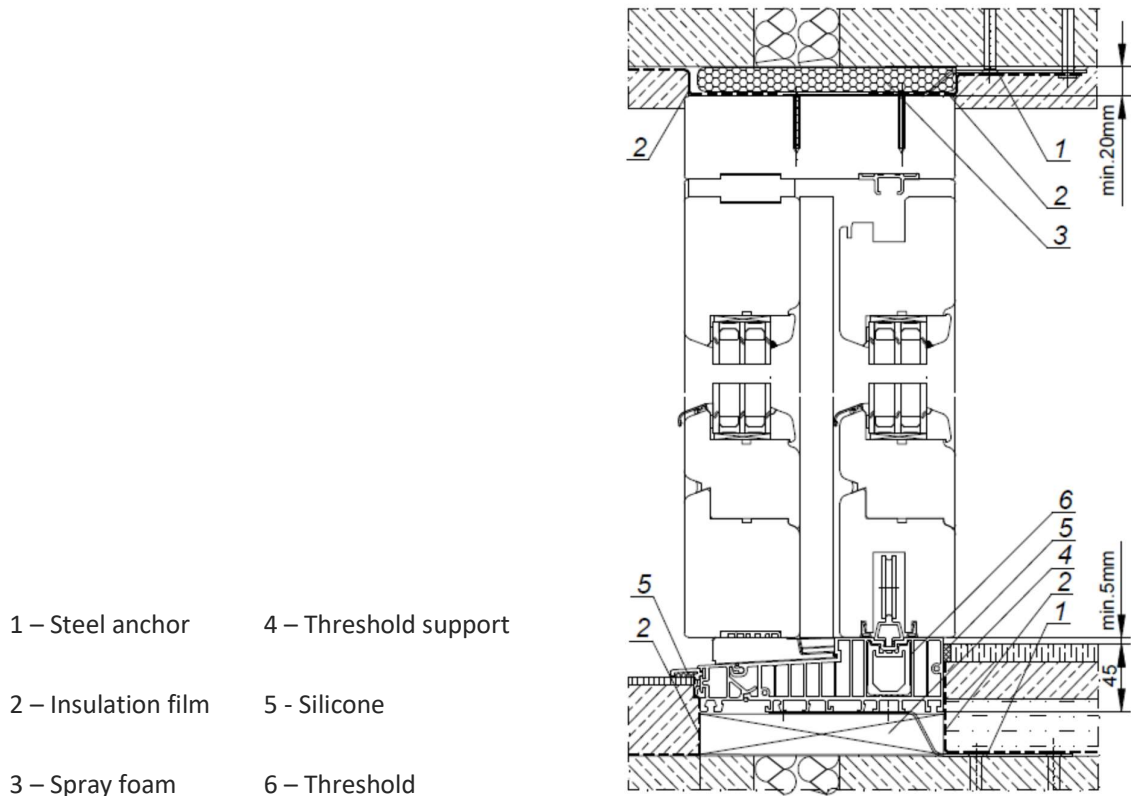 2
1
2
3
min.20mm
6
5
4
2
1
5
2
min.5mm
45
1 – Steel anchor 4 – Threshold support
2 – Insulation film 5 - Silicone
3 – Spray foam 6 – Threshold